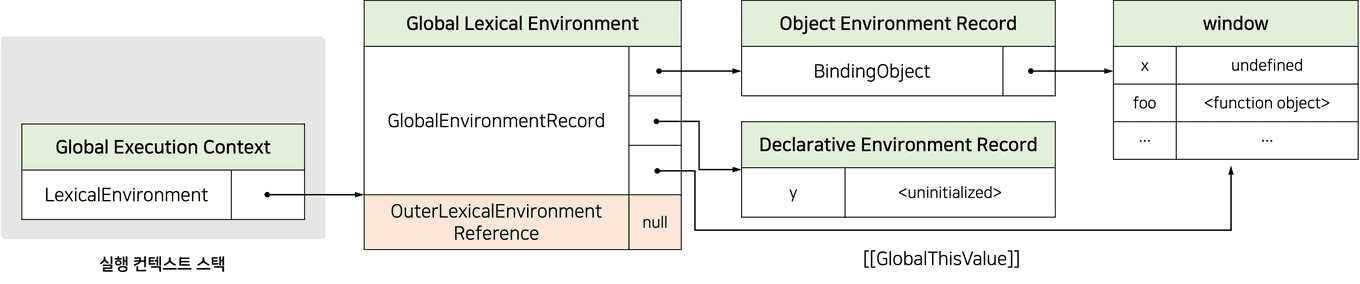 Global Execution Context
LexicalEnvironment
실행 컨텍스트 스택
Global Lexical Environment
GlobalEnvironmentRecord
OuterLexicalEnvironment
Reference
null
Object Environment Record
BindingObject
Declarative Environment Record
y <uninitialized>
[[GlobalThisValue]]
window
x undefined
foo <function object>
... ...